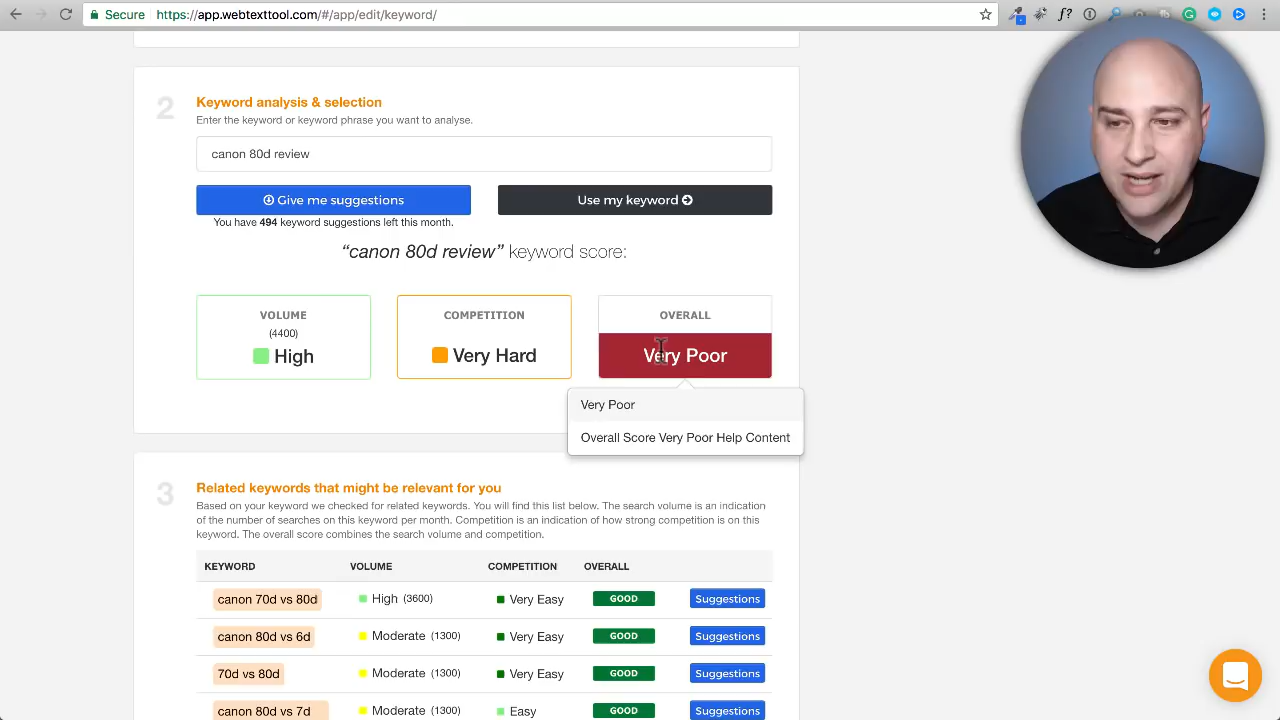 Secure
https://app.webtexttool.com/#/app/edit/keyword/
2
Keyword analysis & selection
Enter the keyword or keyword phrase you want to analyse.
canon 80d review
Give me suggestions
Use my keyword
You have 494 keyword suggestions left this month.
“canon 80d review” keyword score:
VOLUME
(4400)
High
COMPETITION
Very Hard
OVERALL
Very Poor
Very Poor
Overall Score Very Poor Help Content
3
Related keywords that might be relevant for you
Based on your keyword we checked for related keywords. You will find this list below. The search volume is an indication
of the number of searches on this keyword per month. Competition is an indication of how strong competition is on this
keyword. The overall score combines the search volume and competition.
KEYWORD VOLUME COMPETITION OVERALL
canon 70d vs 80d High (3600) Very Easy GOOD Suggestions
canon 80d vs 6d Moderate (1300) Very Easy GOOD Suggestions
70d vs 80d Moderate (1300) Very Easy GOOD Suggestions
canon 80d vs 7d Moderate (1300) Easy GOOD Suggestions